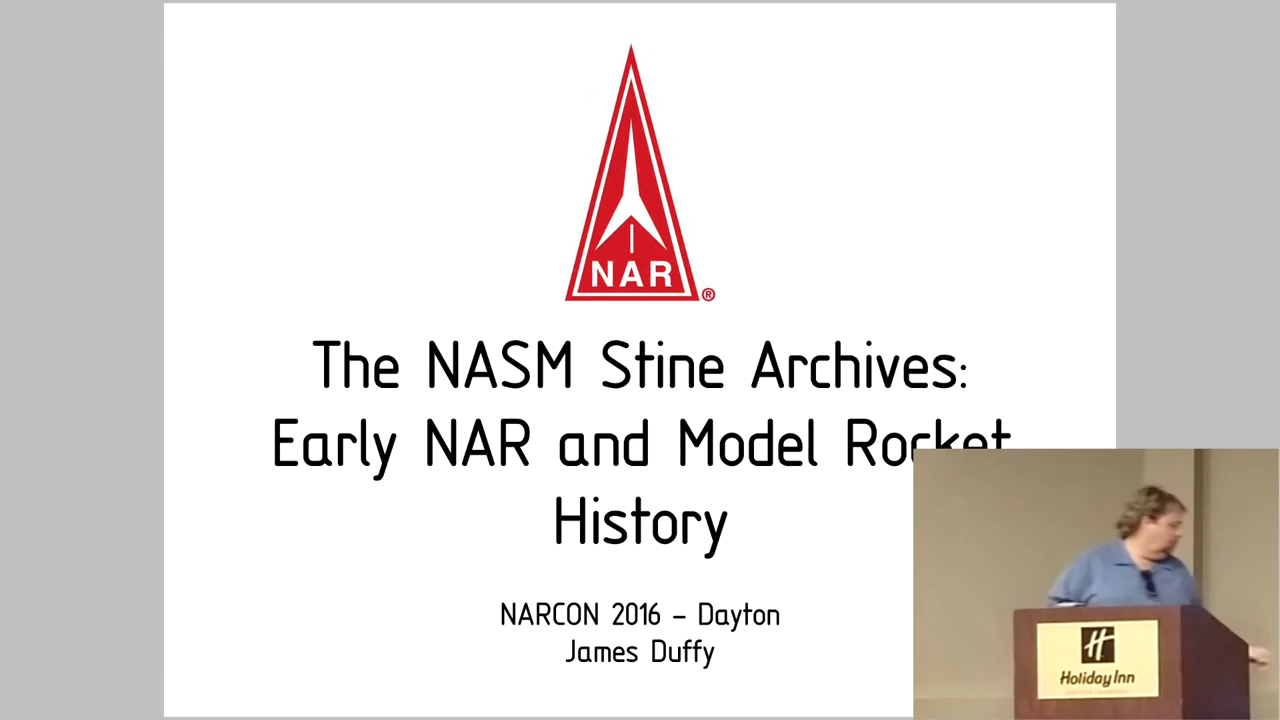 NAR®
The NASM Stine Archives:
Early NAR and Model Rocket
History
NARCON 2016 – Dayton
James Duffy
H
Holiday Inn